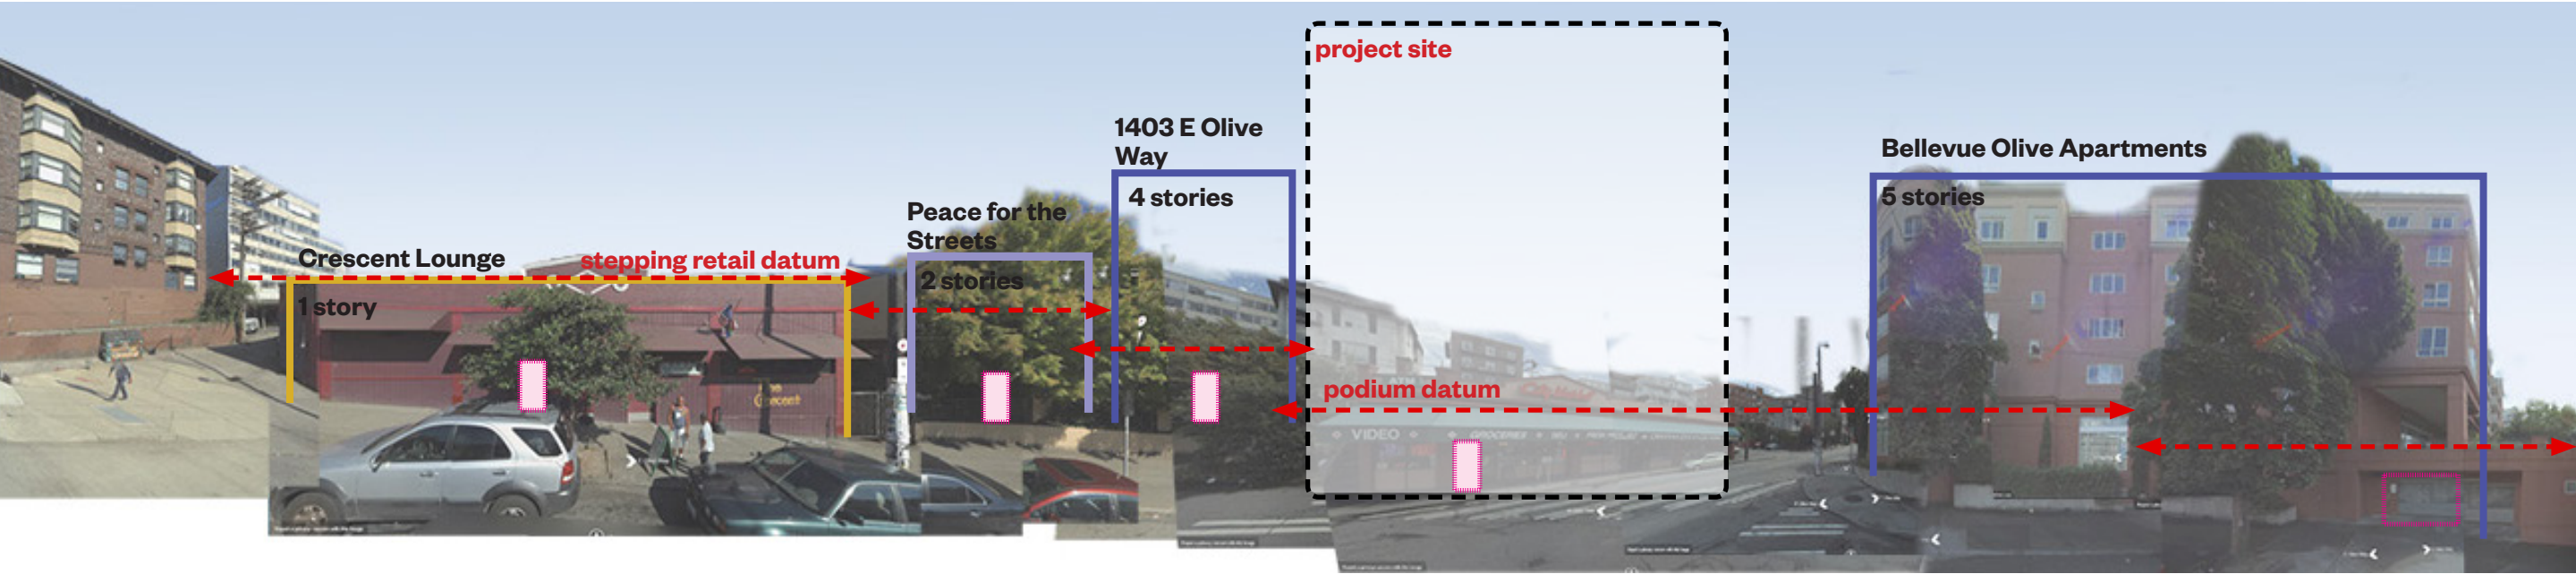 project site
1403 E Olive
Way
4 stories
Bellevue Olive Apartments
5 stories
Peace for the
Streets
2 stories
Crescent Lounge
stepping retail datum
1 story
Crescent
podium datum
VIDEO
GROCERIES